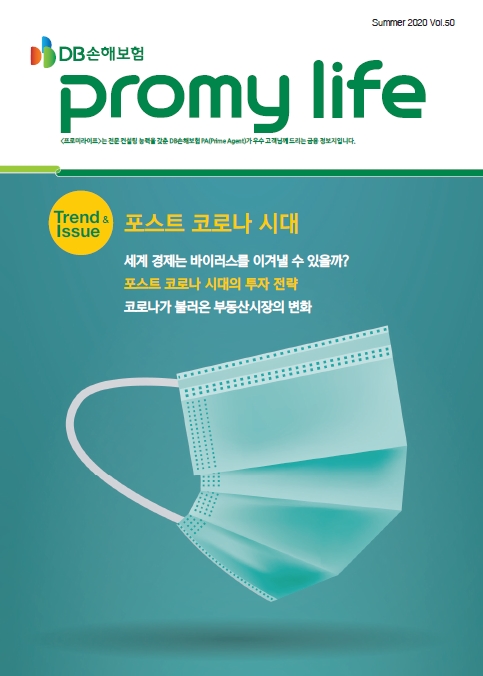 Summer 2020 Vol.50
DB손해보험
promy life
<프로미라이프>는 전문 컨설팅 능력을 갖춘 DB손해보험 PA(Prime Agent)가 우수 고객님께 드리는 금융 정보지입니다.
Trend &
Issue
포스트 코로나 시대
세계 경제는 바이러스를 이겨낼 수 있을까?
포스트 코로나 시대의 투자 전략
코로나가 불러온 부동산시장의 변화